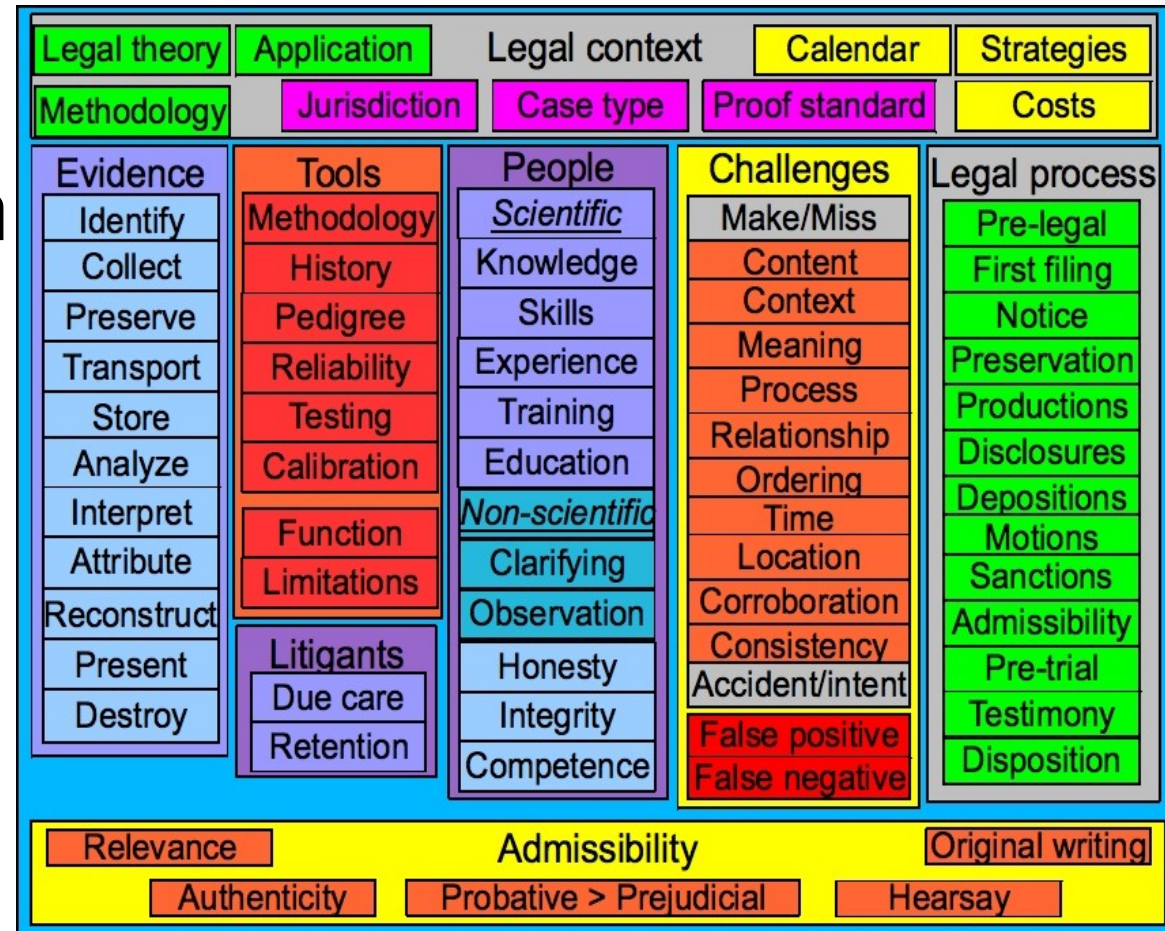 Legal theory Application Legal context Calendar Strategies
Methodology Jurisdiction Case type Proof standard Costs
Evidence
Identify
Collect
Preserve
Transport
Store
Analyze
Interpret
Attribute
Reconstruct
Present
Destroy
Tools
Methodology
History
Pedigree
Reliability
Testing
Calibration
Function
Limitations
Litigants
Due care
Retention
People
Scientific
Knowledge
Skills
Experience
Training
Education
Non-scientific
Clarifying
Observation
Honesty
Integrity
Competence
Challenges
Make/Miss
Content
Context
Meaning
Process
Relationship
Ordering
Time
Location
Corroboration
Consistency
Accident/intent
False positive
False negative
Legal process
Pre-legal
First filing
Notice
Preservation
Productions
Disclosures
Depositions
Motions
Sanctions
Admissibility
Pre-trial
Testimony
Disposition
Relevance Admissibility Original writing
Authenticity Probative > Prejudicial Hearsay